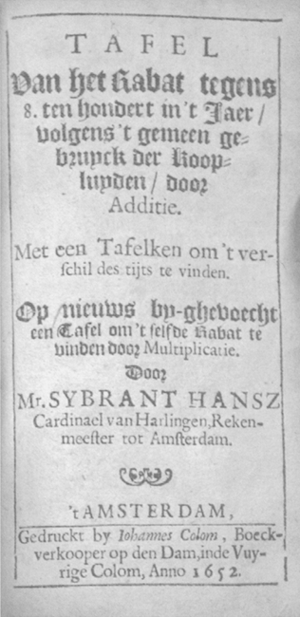 TAFEL
Van het Rabat tegens
8. ten hondert in't Jaer/
volgens 't gemeen ge-
bruyck der Koop-
luyden / door
Additie.
Met een Tafelken om't ver-
schil des tijts te vinden.
Op nieuws by-ghevoecht
een Tafel om't selfde Rabat te
vinden door Multiplicatie.
Door
Mr. SYBRANT HANSZ
Cardinael van Harlingen, Reken-
meester tot Amsterdam.
't AMSTERDAM,
Gedruckt by Iohannes Colom, Boeck-
verkooper op den Dam, inde Vuy-
rige Colom, Anno 1652.